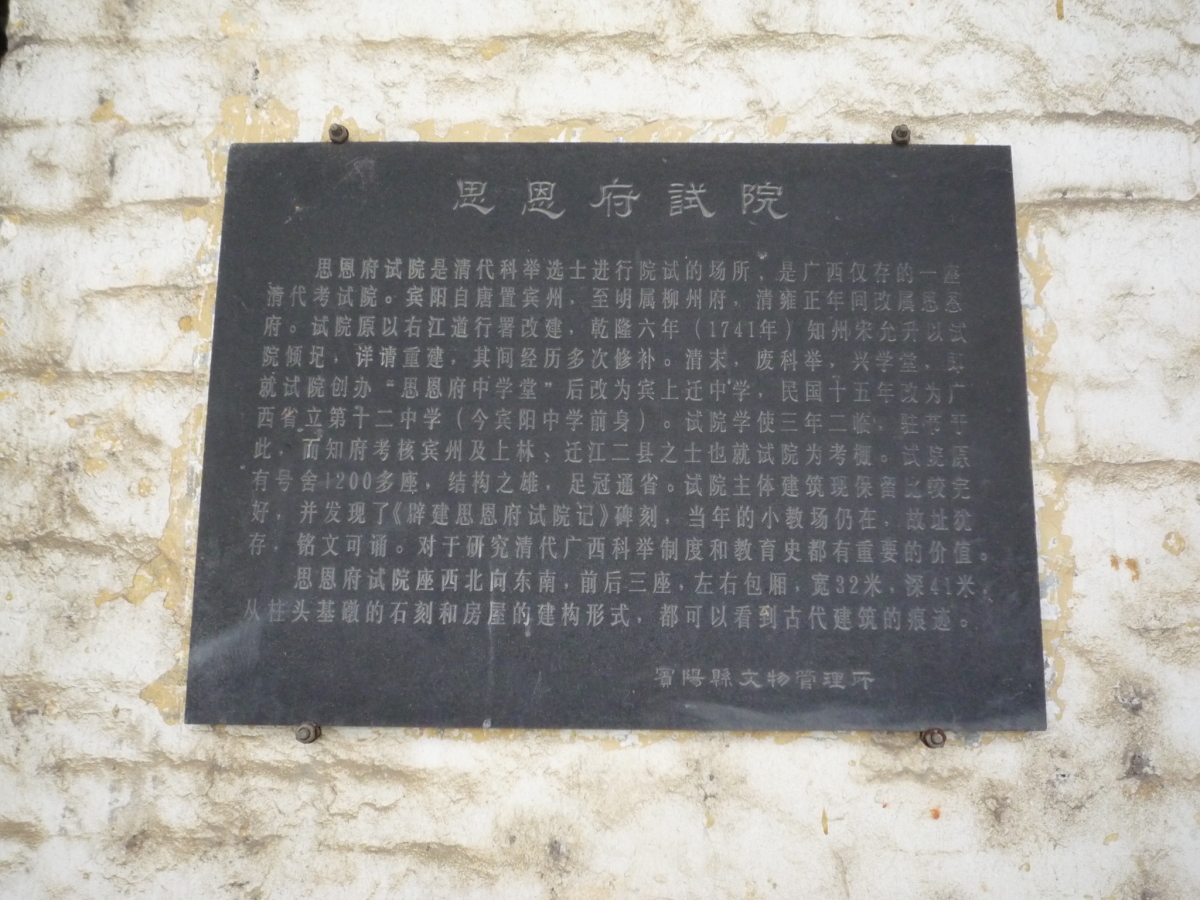 思恩府試院
思恩府试院是清代科举选士进行院试的场所，是广西仅存的一座
清代考试院。宾阳自唐置宾州，至明属柳州府，清雍正年间改属思恩
府。试院原以右江道行署改建，乾隆六年（1741年）知州宋允升以试
院倾圮，详请重建，其间经历多次修补。清末，废科举，兴学堂，即
就试院创办“思恩府中学堂”后改为宾上迁中学，民国十五年改为广
西省立第十二中学（今宾阳中学前身）。试院学使三年二临，驻节于
此，而知府考核宾州及上林、迁江二县之士也就试院为考棚。试院原
有号舍1200多座，结构之雄，足冠通省。试院主体建筑现保留比较完
好，并发现了《辟建思恩府试院记》碑刻，当年的小教场仍在，故址犹
存，铭文可诵。对于研究清代广西科举制度和教育史都有重要的价值。
思恩府试院座西北向东南，前后三座，左右包厢，宽32米，深41米，
从柱头基礅的石刻和房屋的建构形式，都可以看到古代建筑的痕迹。
賓陽縣文物管理所